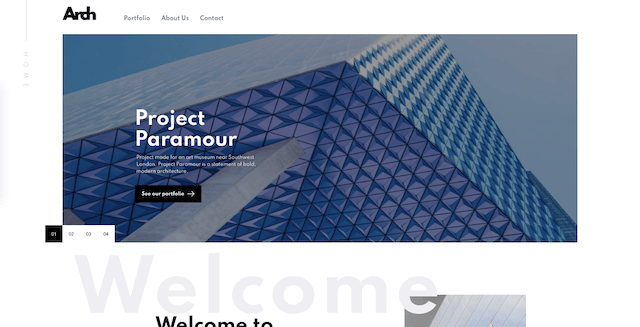 Arch
Portfolio About Us Contact
HOME
Project
Paramour
Project made for an art museum near Southwest
London. Project Paramour is a statement of bold,
modern architecture.
See our portfolio →
01 02 03 04
Welcome
Welcome to